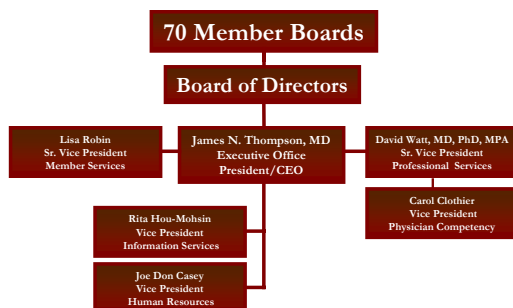 70 Member Boards
Board of Directors
Lisa Robin
Sr. Vice President
Member Services
James N. Thompson, MD
Executive Office
President/CEO
David Watt, MD, PhD, MPA
Sr. Vice President
Professional Services
Carol Clothier
Vice President
Physician Competency
Rita Hou-Mohsin
Vice President
Information Services
Joe Don Casey
Vice President
Human Resources